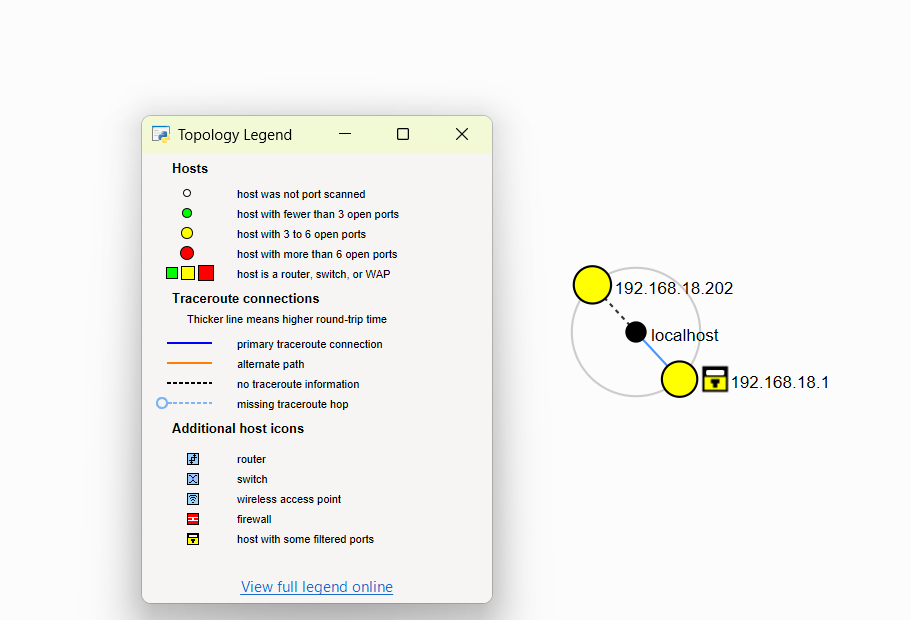 Topology Legend
Hosts
host was not port scanned
host with fewer than 3 open ports
host with 3 to 6 open ports
host with more than 6 open ports
host is a router, switch, or WAP
Traceroute connections
Thicker line means higher round-trip time
primary traceroute connection
alternate path
no traceroute information
missing traceroute hop
Additional host icons
router
switch
wireless access point
firewall
host with some filtered ports
View full legend online
192.168.18.202
localhost
192.168.18.1